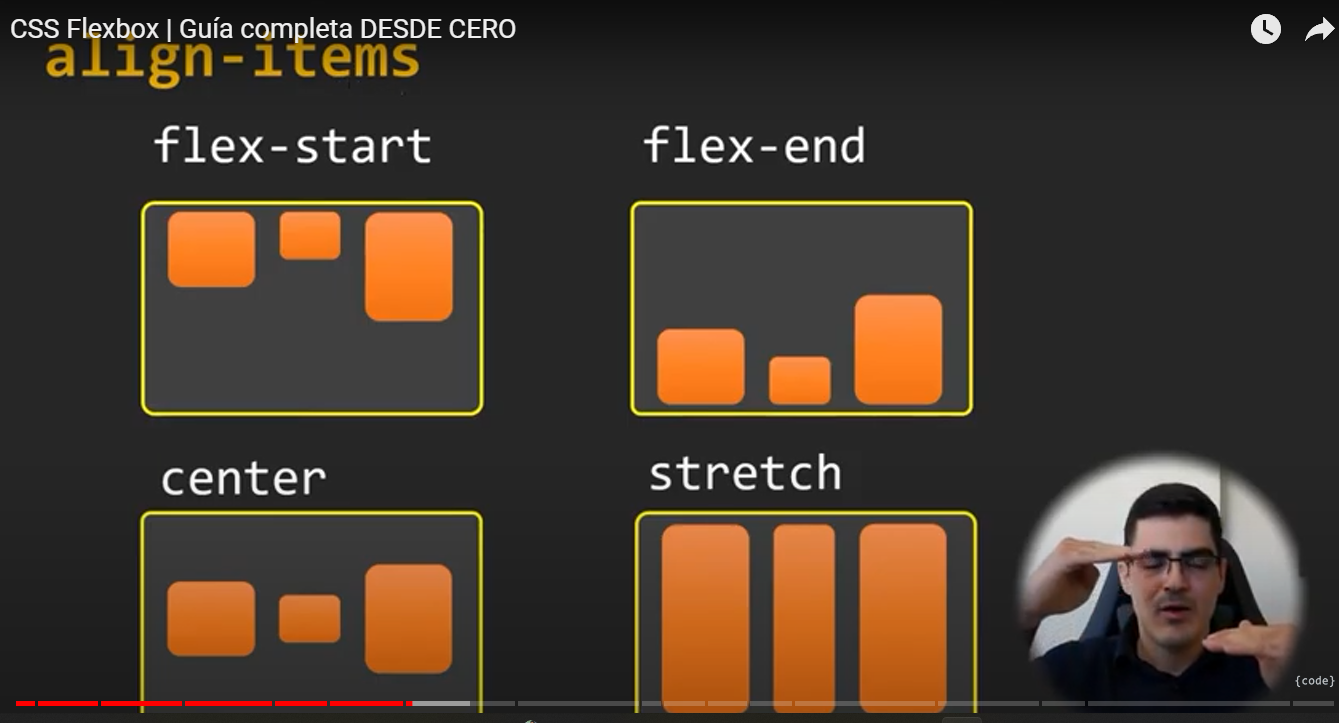 CSS Flexbox | Guía completa DESDE CERO
align-items
flex-start
flex-end
center
stretch
{code}